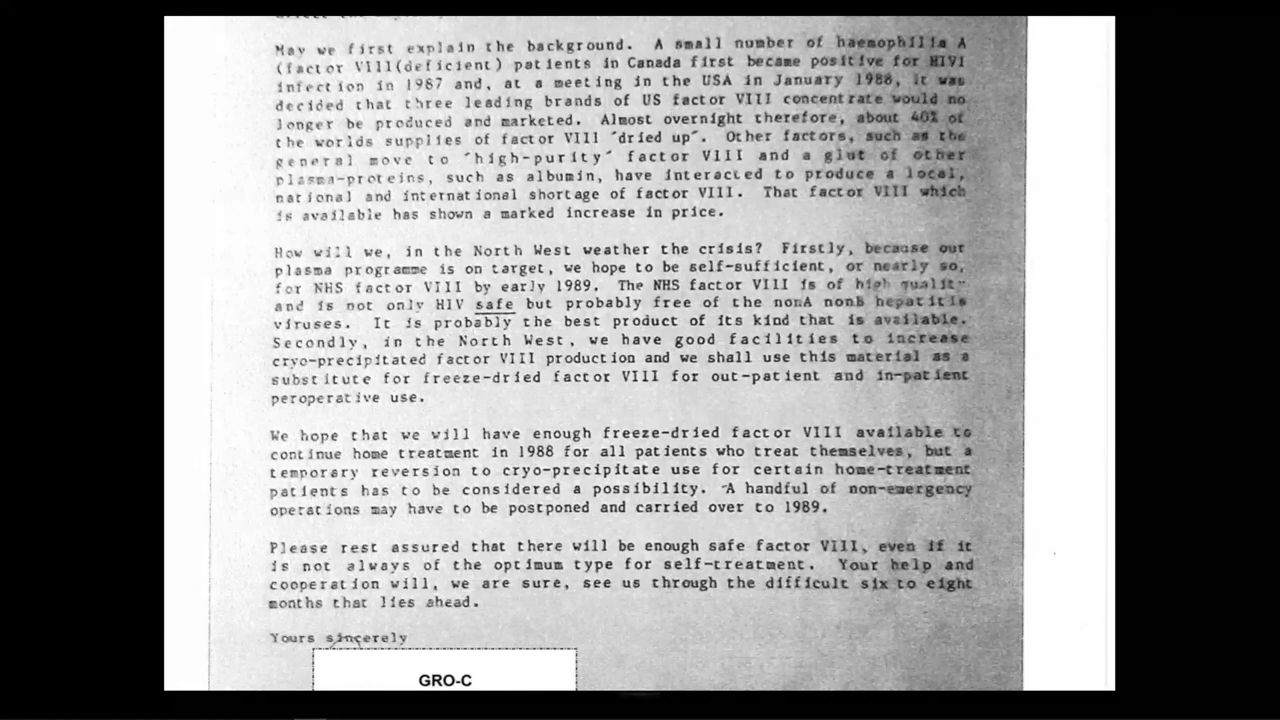 May we first explain the background. A small number of haemophilia A
(factor VIII(deficient) patients in Canada first became positive for HIV1
infection in 1987 and, at a meeting in the USA in January 1988, it was
decided that three leading brands of US factor VIII concentrate would no
longer be produced and marketed. Almost overnight therefore, about 40% of
the worlds supplies of factor VIII "dried up". Other factors, such as the
general move to "high-purity" factor VIII and a glut of other
plasma-proteins, such as albumin, have interacted to produce a local,
national and international shortage of factor VIII. That factor VIII which
is available has shown a marked increase in price.
How will we, in the North West weather the crisis? Firstly, because our
plasma programme is on target, we hope to be self-sufficient, or nearly so,
for NHS factor VIII by early 1989. The NHS factor VIII is of high quality
and is not only HIV safe but probably free of the nonA nonB hepatitis
viruses. It is probably the best product of its kind that is available.
Secondly, in the North West, we have good facilities to increase
cryo-precipitated factor VIII production and we shall use this material as a
substitute for freeze-dried factor VIII for out-patient and in-patient
peroperative use.
We hope that we will have enough freeze-dried factor VIII available to
continue home treatment in 1988 for all patients who treat themselves, but a
temporary reversion to cryo-precipitate use for certain home-treatment
patients has to be considered a possibility. A handful of non-emergency
operations may have to be postponed and carried over to 1989.
Please rest assured that there will be enough safe factor VIII, even if it
is not always of the optimum type for self-treatment. Your help and
cooperation will, we are sure, see us through the difficult six to eight
months that lies ahead.
Yours sincerely
GRO-C